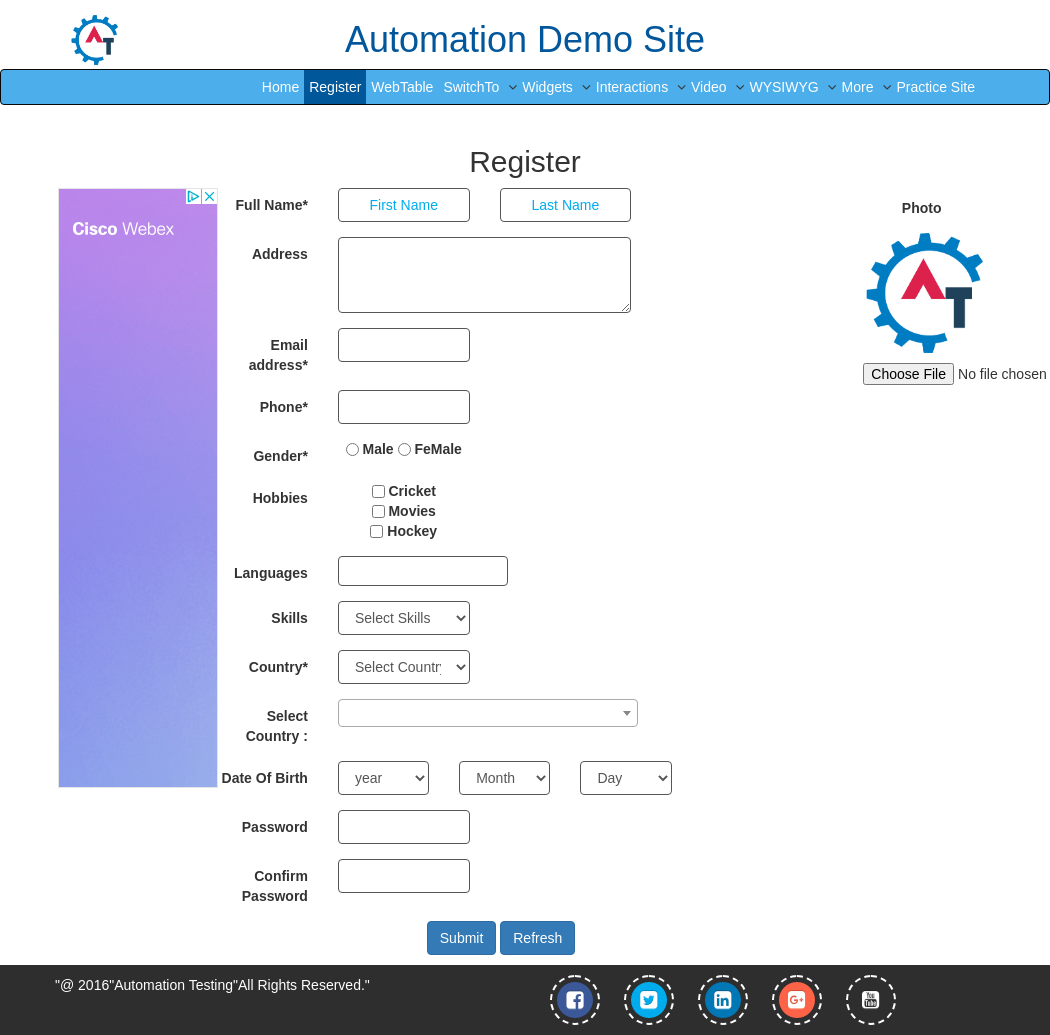 Automation Demo Site
Home Register WebTable SwitchTo Widgets Interactions Video WYSIWYG More Practice Site
Register
Cisco Webex
Full Name* First Name Last Name
Photo
Address
Email
address*
Choose File No file chosen
Phone*
Gender* Male FeMale
Hobbies Cricket
Movies
Hockey
Languages
Skills Select Skills
Country* Select Country
Select
Country :
Date Of Birth year Month Day
Password
Confirm
Password
Submit Refresh
"@ 2016"Automation Testing"All Rights Reserved."